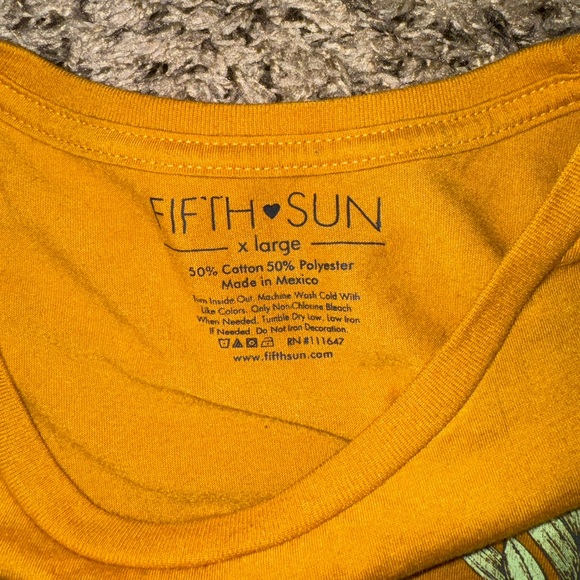 FIFTH♥SUN
x large
50% Cotton 50% Polyester
Made in Mexico
Turn Inside Out. Machine Wash Cold With
Like Colors. Only Non-Chlorine Bleach
When Needed. Tumble Dry Low. Low Iron
If Needed. Do Not Iron Decoration.
RN#111647
www.fifthsun.com